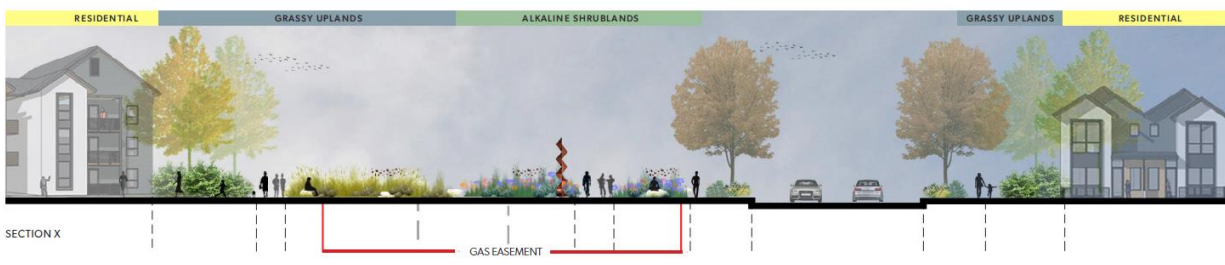 RESIDENTIAL
GRASSY UPLANDS
ALKALINE SHRUBLANDS
GRASSY UPLANDS
RESIDENTIAL
SECTION X
GAS EASEMENT